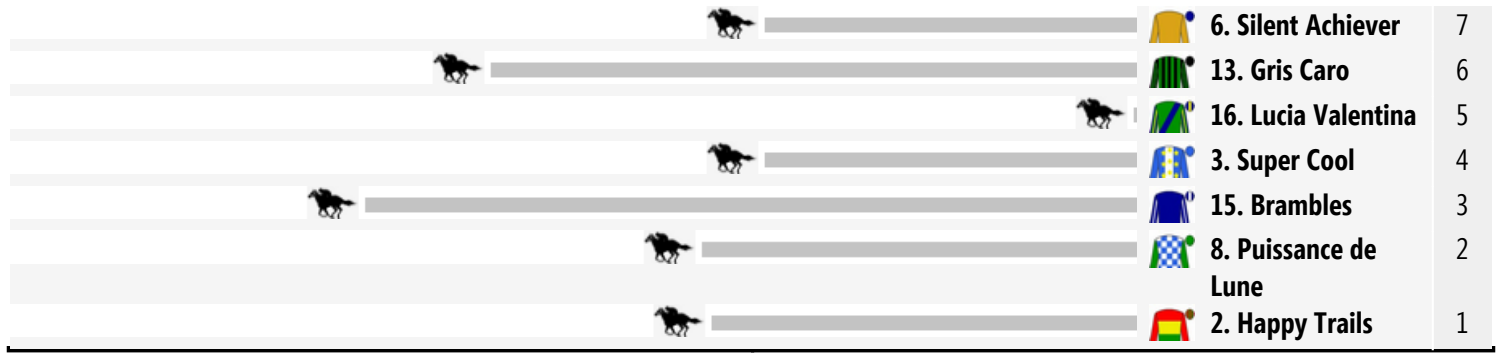 6. Silent Achiever 7
13. Gris Caro 6
16. Lucia Valentina 5
3. Super Cool 4
15. Brambles 3
8. Puissance de 2
Lune
2. Happy Trails 1